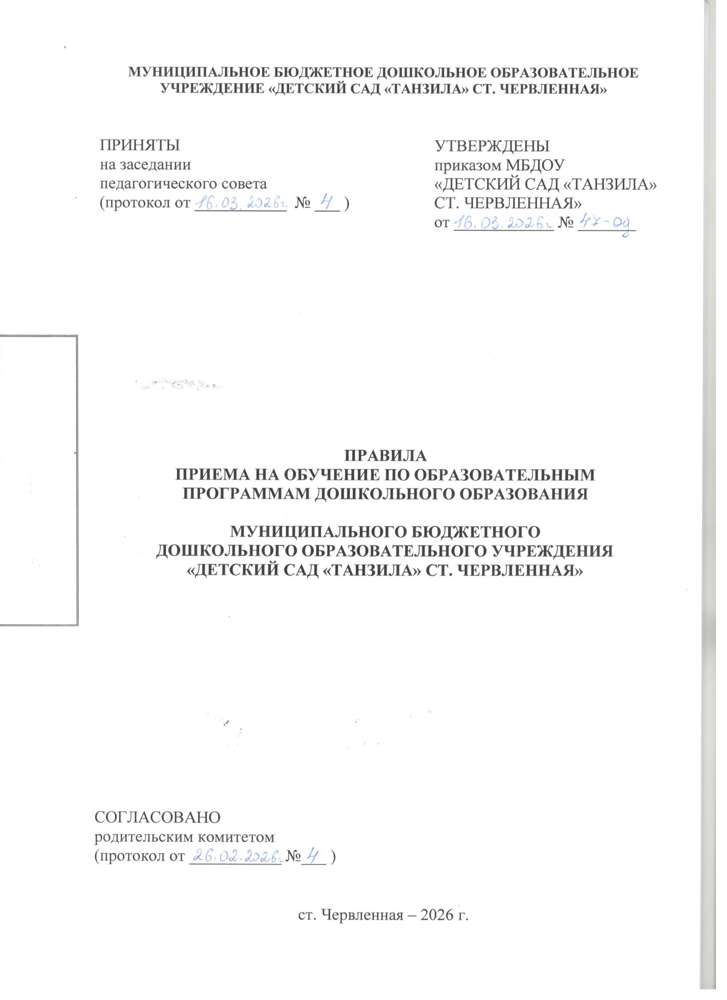 МУНИЦИПАЛЬНОЕ БЮДЖЕТНОЕ ДОШКОЛЬНОЕ ОБРАЗОВАТЕЛЬНОЕ
УЧРЕЖДЕНИЕ «ДЕТСКИЙ САД «ТАНЗИЛА» СТ. ЧЕРВЛЕННАЯ»
ПРИНЯТЫ
на заседании
педагогического совета
(протокол от 16.03.2026г № 4 )
УТВЕРЖДЕНЫ
приказом МБДОУ
«ДЕТСКИЙ САД «ТАНЗИЛА»
СТ. ЧЕРВЛЕННАЯ»
от 16.03.2026г. № 47-од
ПРАВИЛА
ПРИЕМА НА ОБУЧЕНИЕ ПО ОБРАЗОВАТЕЛЬНЫМ
ПРОГРАММАМ ДОШКОЛЬНОГО ОБРАЗОВАНИЯ
МУНИЦИПАЛЬНОГО БЮДЖЕТНОГО
ДОШКОЛЬНОГО ОБРАЗОВАТЕЛЬНОГО УЧРЕЖДЕНИЯ
«ДЕТСКИЙ САД «ТАНЗИЛА» СТ. ЧЕРВЛЕННАЯ»
СОГЛАСОВАНО
родительским комитетом
(протокол от 26.02.2026г. № 4 )
ст. Червленная – 2026 г.